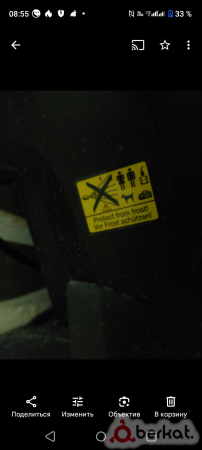 08:55
33 %
Protect from frost!
Vor Frost schützen!
Поделиться
Изменить
Объектив
В корзину
berkat.